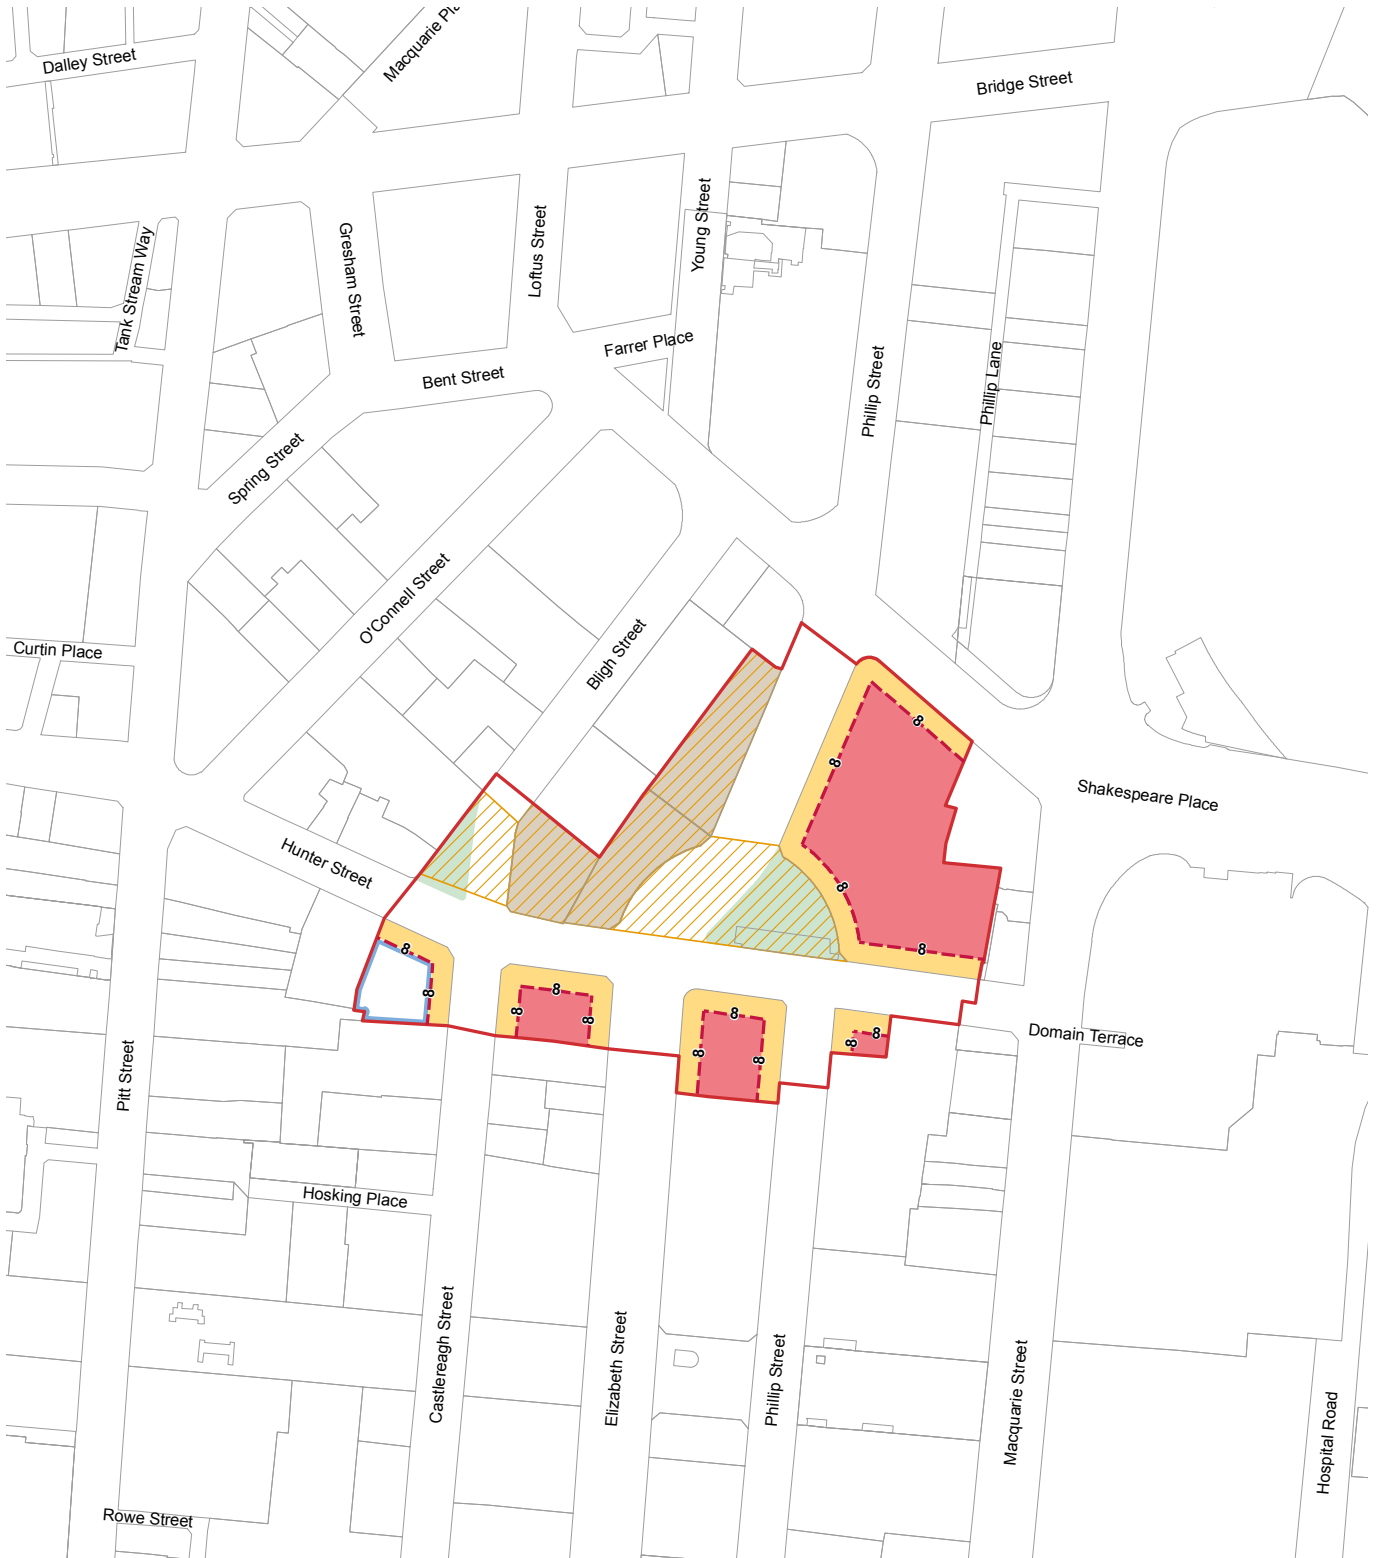 Dalley Street
Macquarie Pla
Bridge Street
Tank Stream Way
Gresham Street
Loftus Street
Young Street
Farrer Place
Bent Street
Phillip Street
Phillip Lane
Spring Street
O'Connell Street
Bligh Street
Curtin Place
Hunter Street
Shakespeare Place
8
8
8
8
8
8
8
8
8
8
8
8
8
8
Domain Terrace
Pitt Street
Hosking Place
Castlereagh Street
Elizabeth Street
Phillip Street
Macquarie Street
Hospital Road
Rowe Street